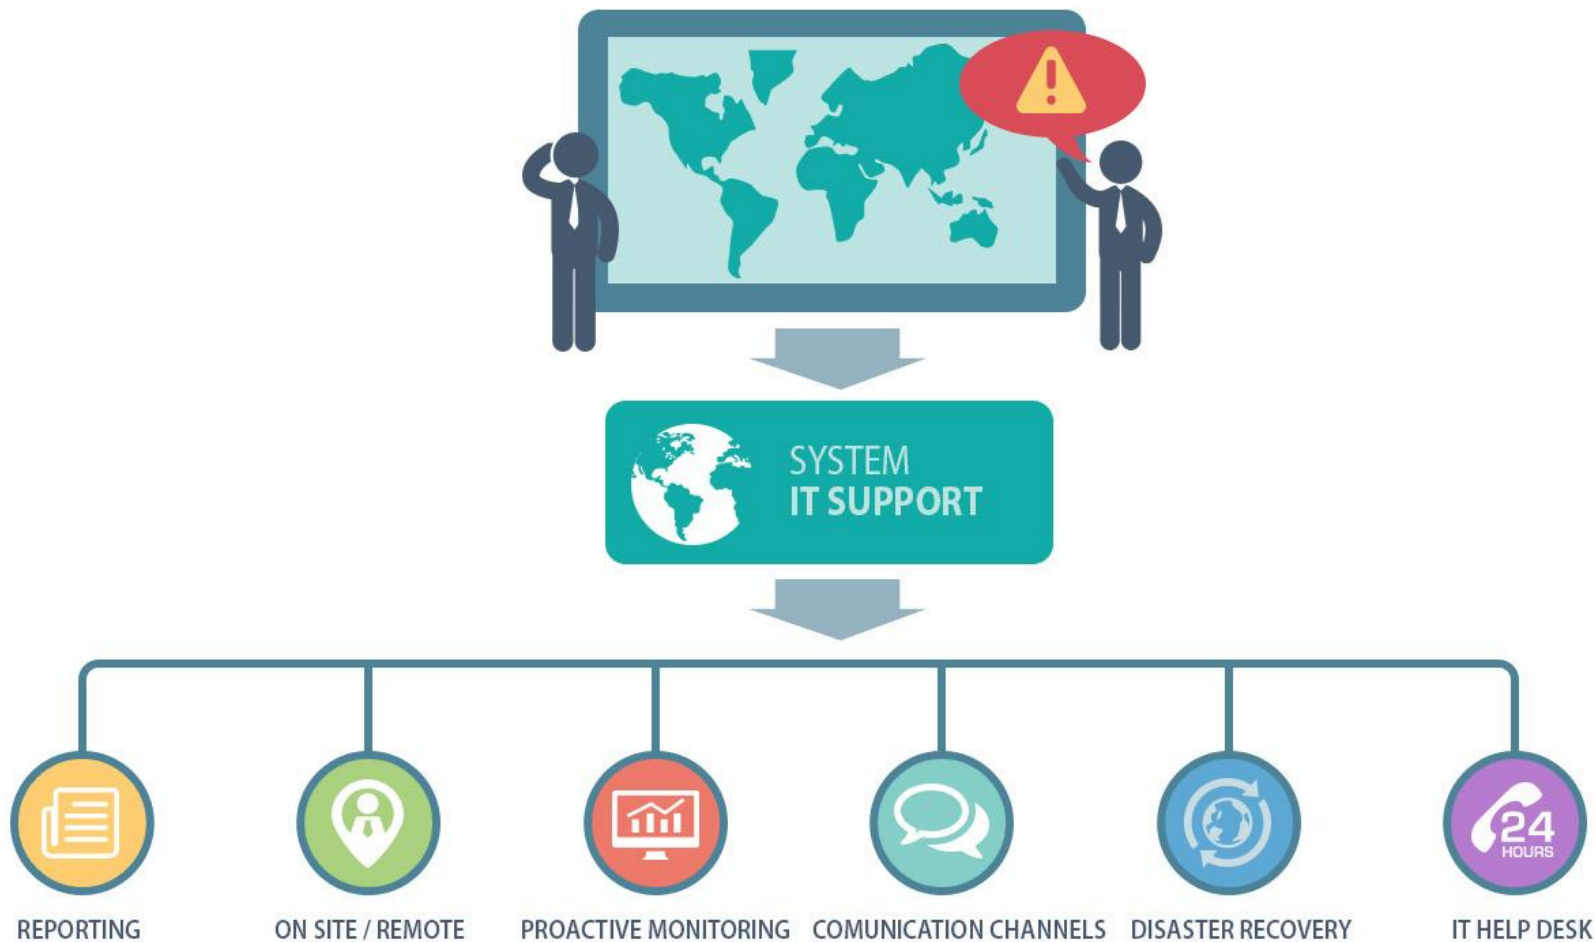 SYSTEM
IT SUPPORT
24
HOURS
REPORTING
ON SITE / REMOTE
PROACTIVE MONITORING
COMUNICATION CHANNELS
DISASTER RECOVERY
IT HELP DESK